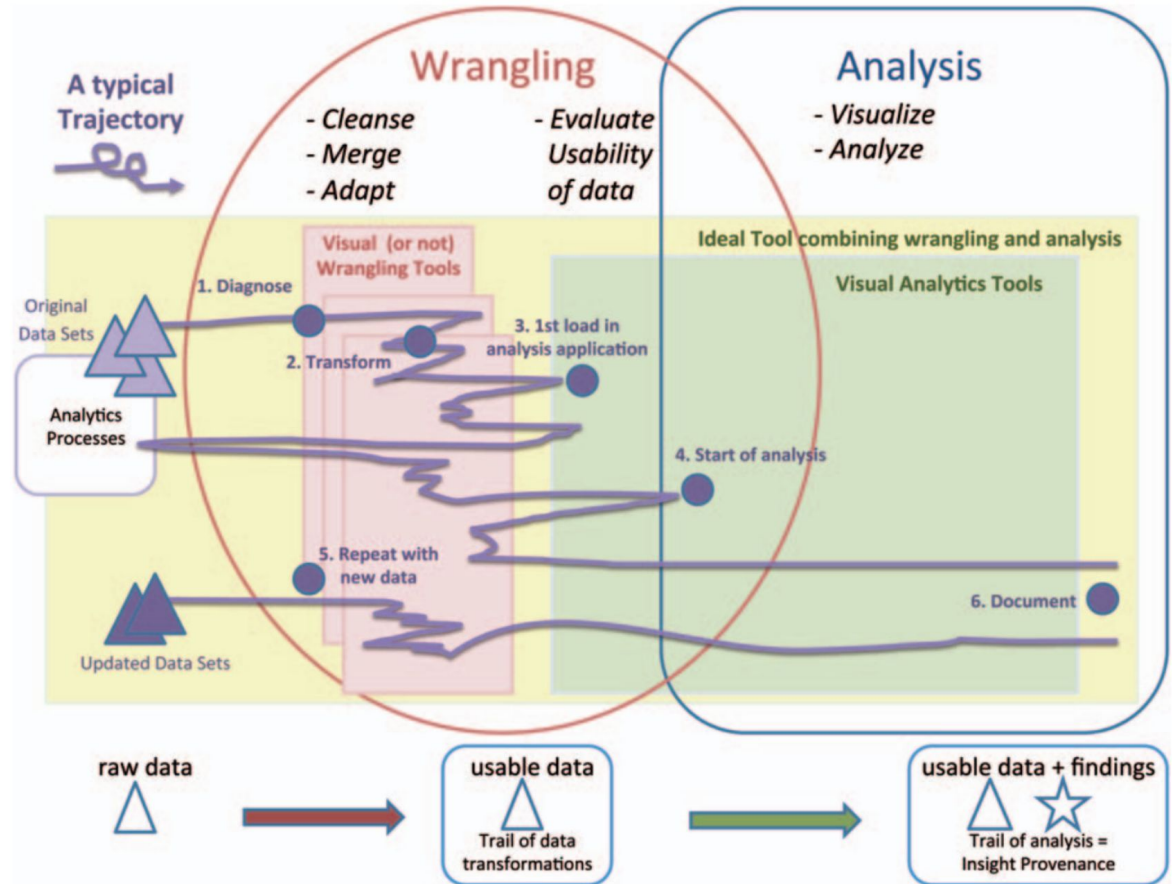 Wrangling
Analysis
A typical
Trajectory
- Cleanse
- Merge
- Adapt
- Evaluate
Usability
of data
- Visualize
- Analyze
Ideal Tool combining wrangling and analysis
Visual (or not)
Wrangling Tools
Visual Analytics Tools
Original
Data Sets
1. Diagnose
2. Transform
3. 1st load in
analysis application
Analytics
Processes
4. Start of analysis
5. Repeat with
new data
6. Document
Updated Data Sets
raw data
usable data
Trail of data
transformations
usable data + findings
Trail of analysis =
Insight Provenance